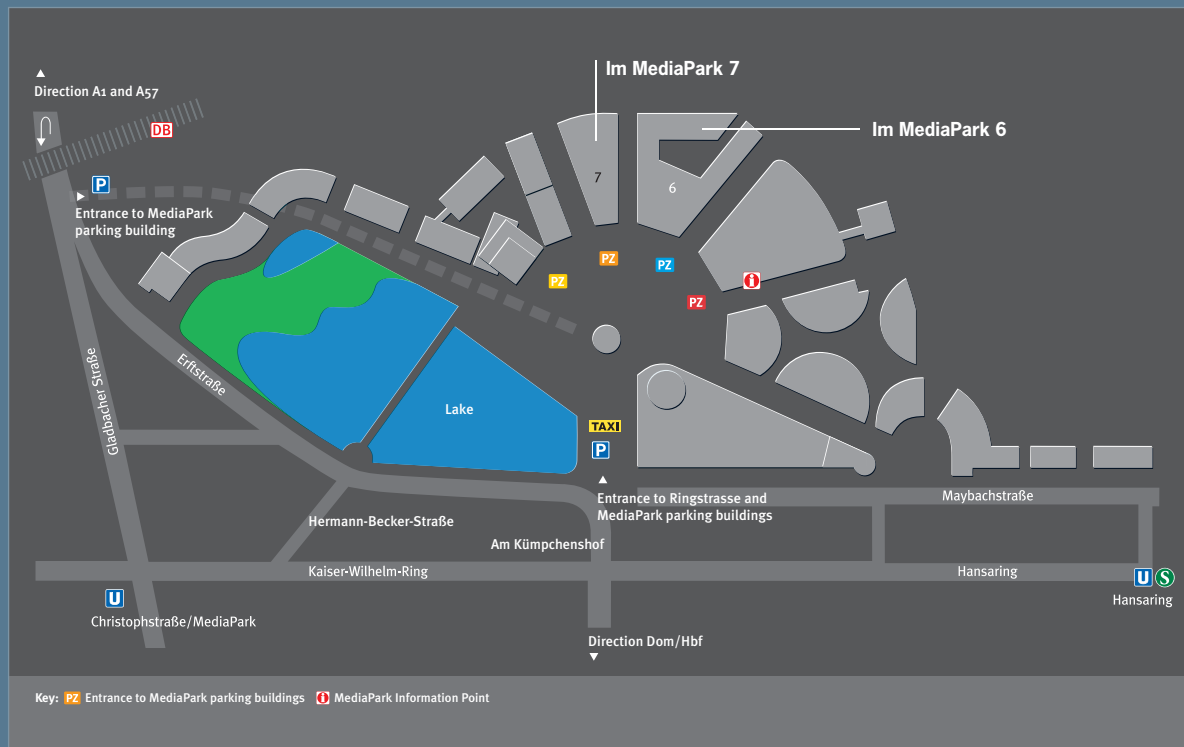 Im MediaPark 7
Direction A1 and A57
DB
Im MediaPark 6
7
6
P
Entrance to MediaPark
parking building
PZ
PZ
PZ
PZ
i
Gladbacher Straße
Erftstraße
Lake
TAXI
P
Entrance to Ringstrasse and
MediaPark parking buildings
Maybachstraße
Hermann-Becker-Straße
Am Kümpchenshof
Kaiser-Wilhelm-Ring
Hansaring
U S
Hansaring
U
Christophstraße/MediaPark
Direction Dom/Hbf
Key: PZ Entrance to MediaPark parking buildings i MediaPark Information Point